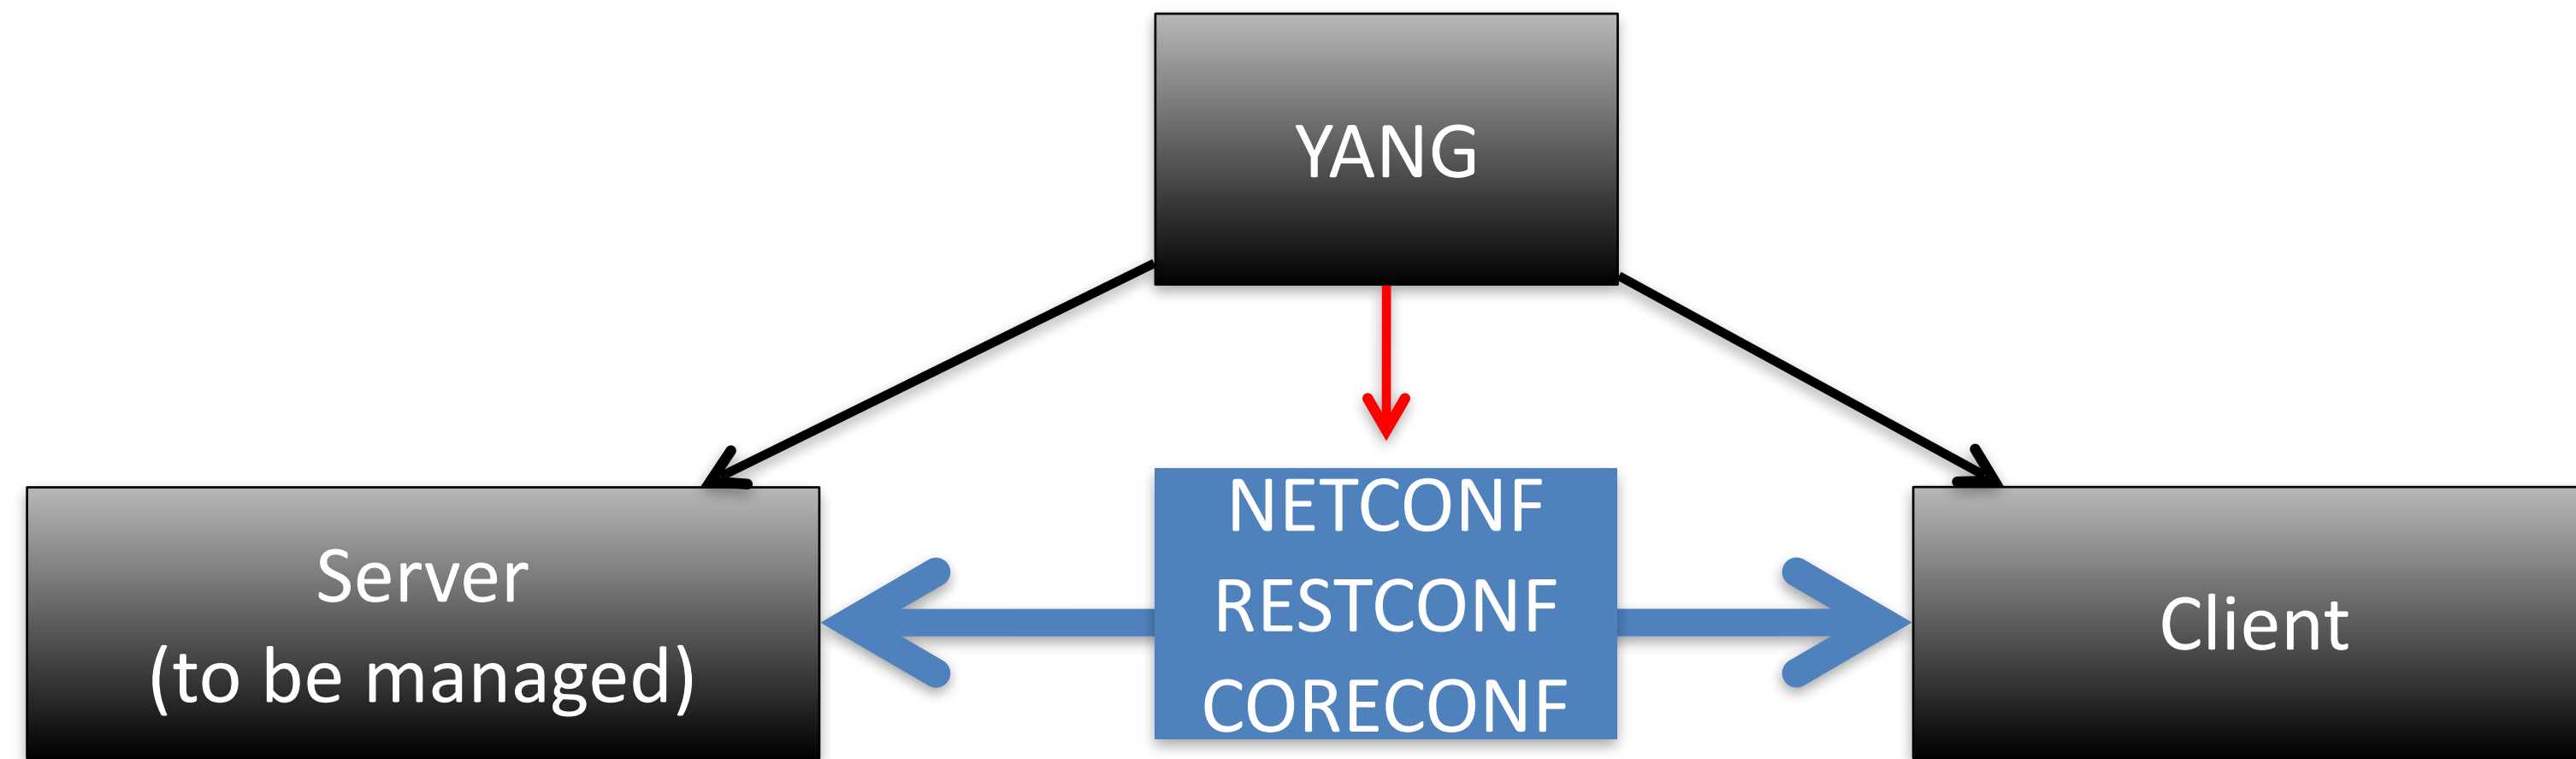 YANG
Server
(to be managed)
NETCONF
RESTCONF
CORECONF
Client